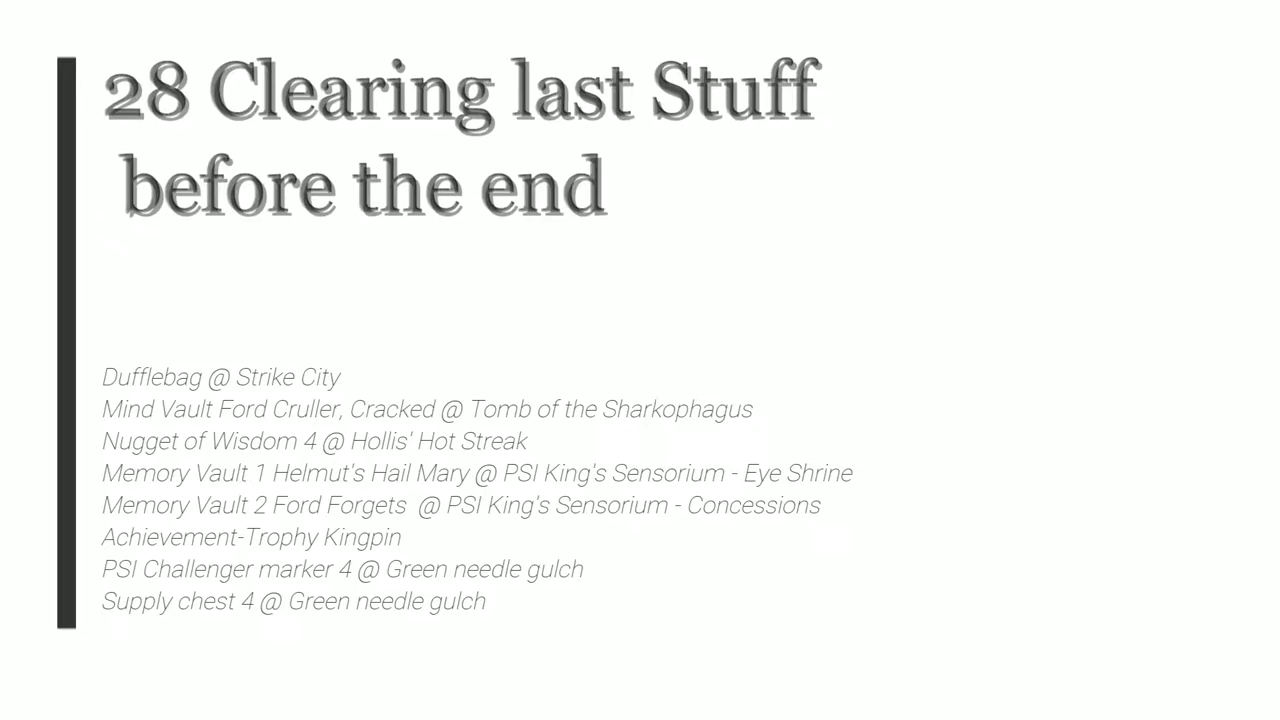 28 Clearing last Stuff
before the end
Dufflebag @ Strike City
Mind Vault Ford Cruller, Cracked @ Tomb of the Sharkophagus
Nugget of Wisdom 4 @ Hollis' Hot Streak
Memory Vault 1 Helmut's Hail Mary @ PSI King's Sensorium - Eye Shrine
Memory Vault 2 Ford Forgets  @ PSI King's Sensorium - Concessions
Achievement-Trophy Kingpin
PSI Challenger marker 4 @ Green needle gulch
Supply chest 4 @ Green needle gulch